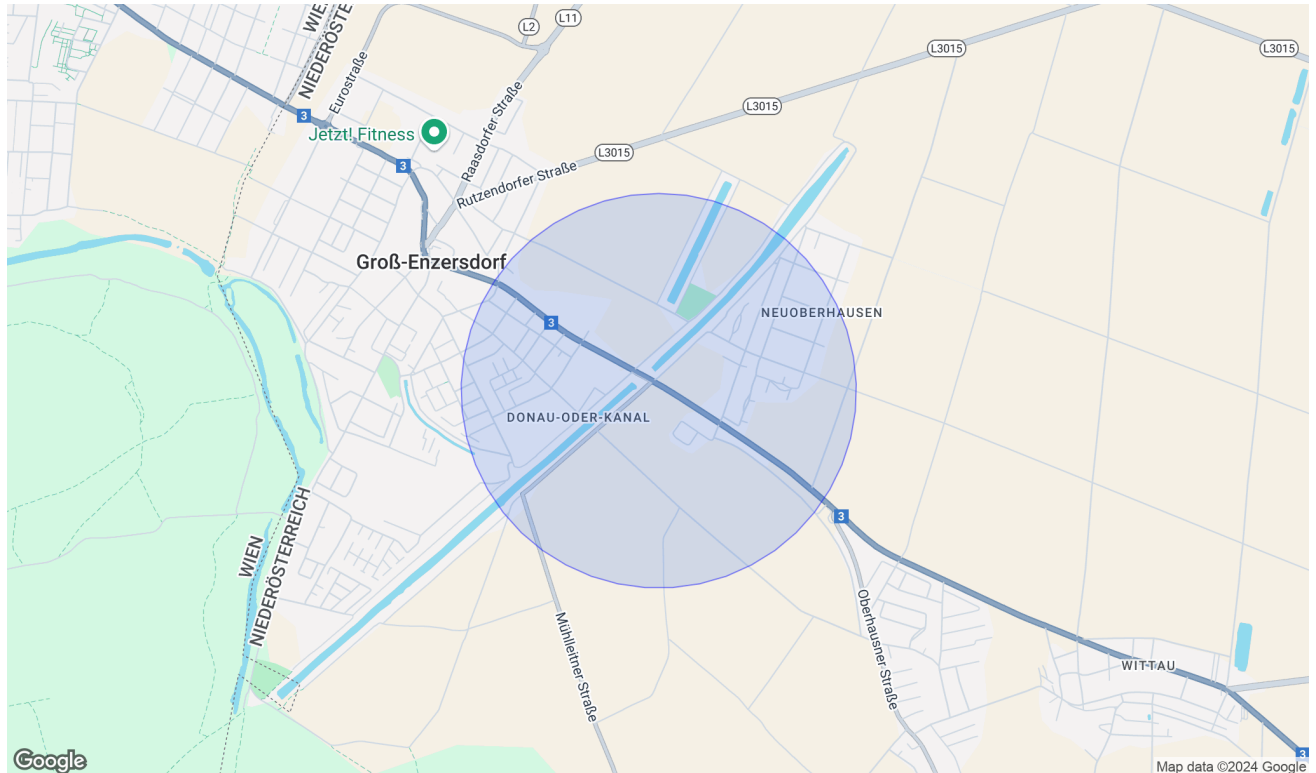 L2
L11
WIE
NIEDERÖSTE
Eurostraße
L3015
L3015
3
Jetzt! Fitness
Raasdorfer Straße
L3015
3
L3015
Rutzendorfer Straße
Groß-Enzersdorf
3
NEUOBERHAUSEN
DONAU-ODER-KANAL
3
WIEN
NIEDERÖSTERREICH
Mühlleitner Straße
Oberhausner Straße
WITTAU
3
Google
Map data ©2024 Google